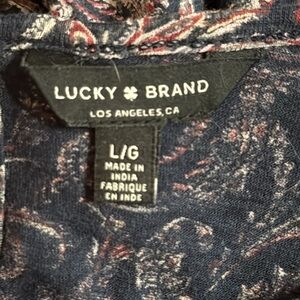 LUCKY BRAND
LOS ANGELES, CA
L/G
MADE IN
INDIA
FABRIQUE
EN INDE